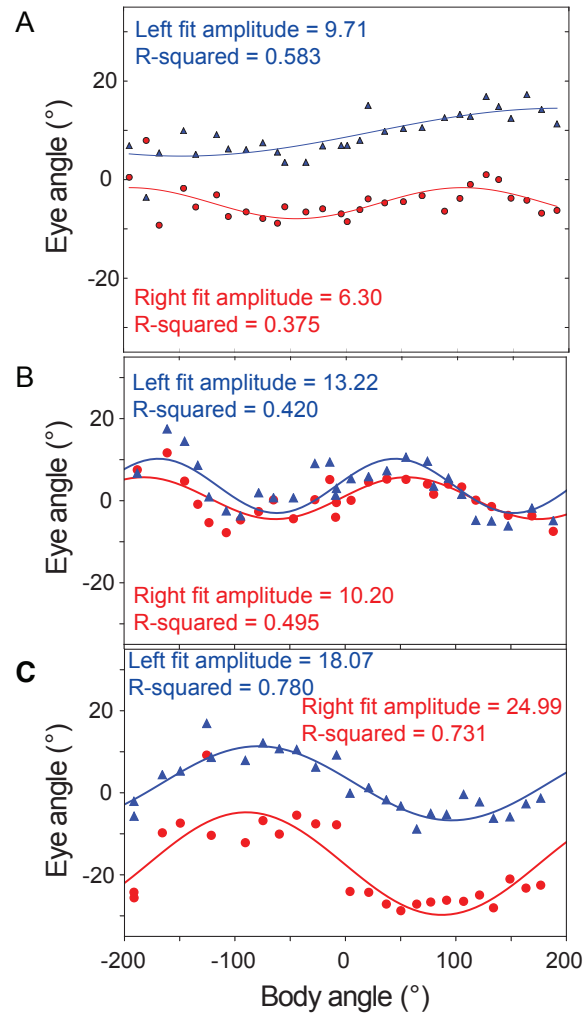 A
Left fit amplitude = 9.71
R-squared = 0.583
20
0
-20
Eye angle (°)
Right fit amplitude = 6.30
R-squared = 0.375
B
Left fit amplitude = 13.22
R-squared = 0.420
20
0
-20
Eye angle (°)
Right fit amplitude = 10.20
R-squared = 0.495
C
Left fit amplitude = 18.07
R-squared = 0.780
Right fit amplitude = 24.99
R-squared = 0.731
20
0
-20
Eye angle (°)
-200 -100 0 100 200
Body angle (°)